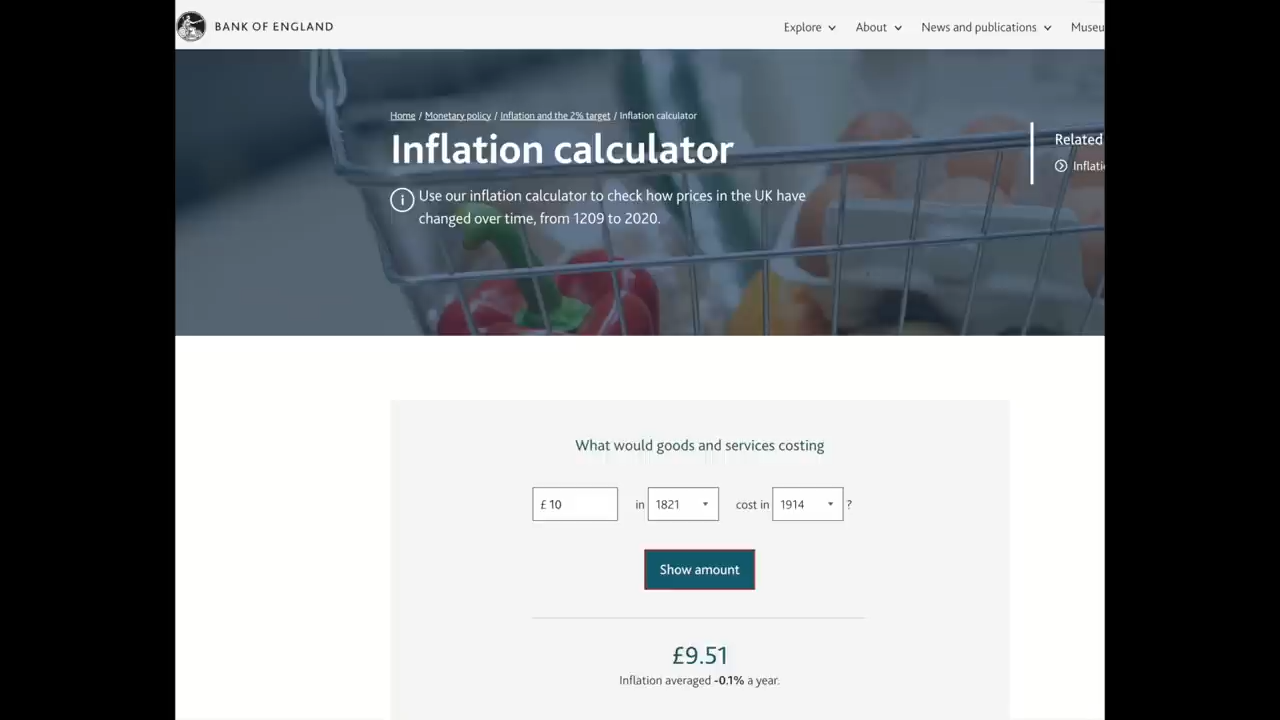 BANK OF ENGLAND
Explore
About
News and publications
Museu
Home / Monetary policy / Inflation and the 2% target / Inflation calculator
Inflation calculator
Related
Inflati
Use our inflation calculator to check how prices in the UK have
changed over time, from 1209 to 2020.
What would goods and services costing
£ 10 in 1821 cost in 1914 ?
Show amount
£9.51
Inflation averaged -0.1% a year.